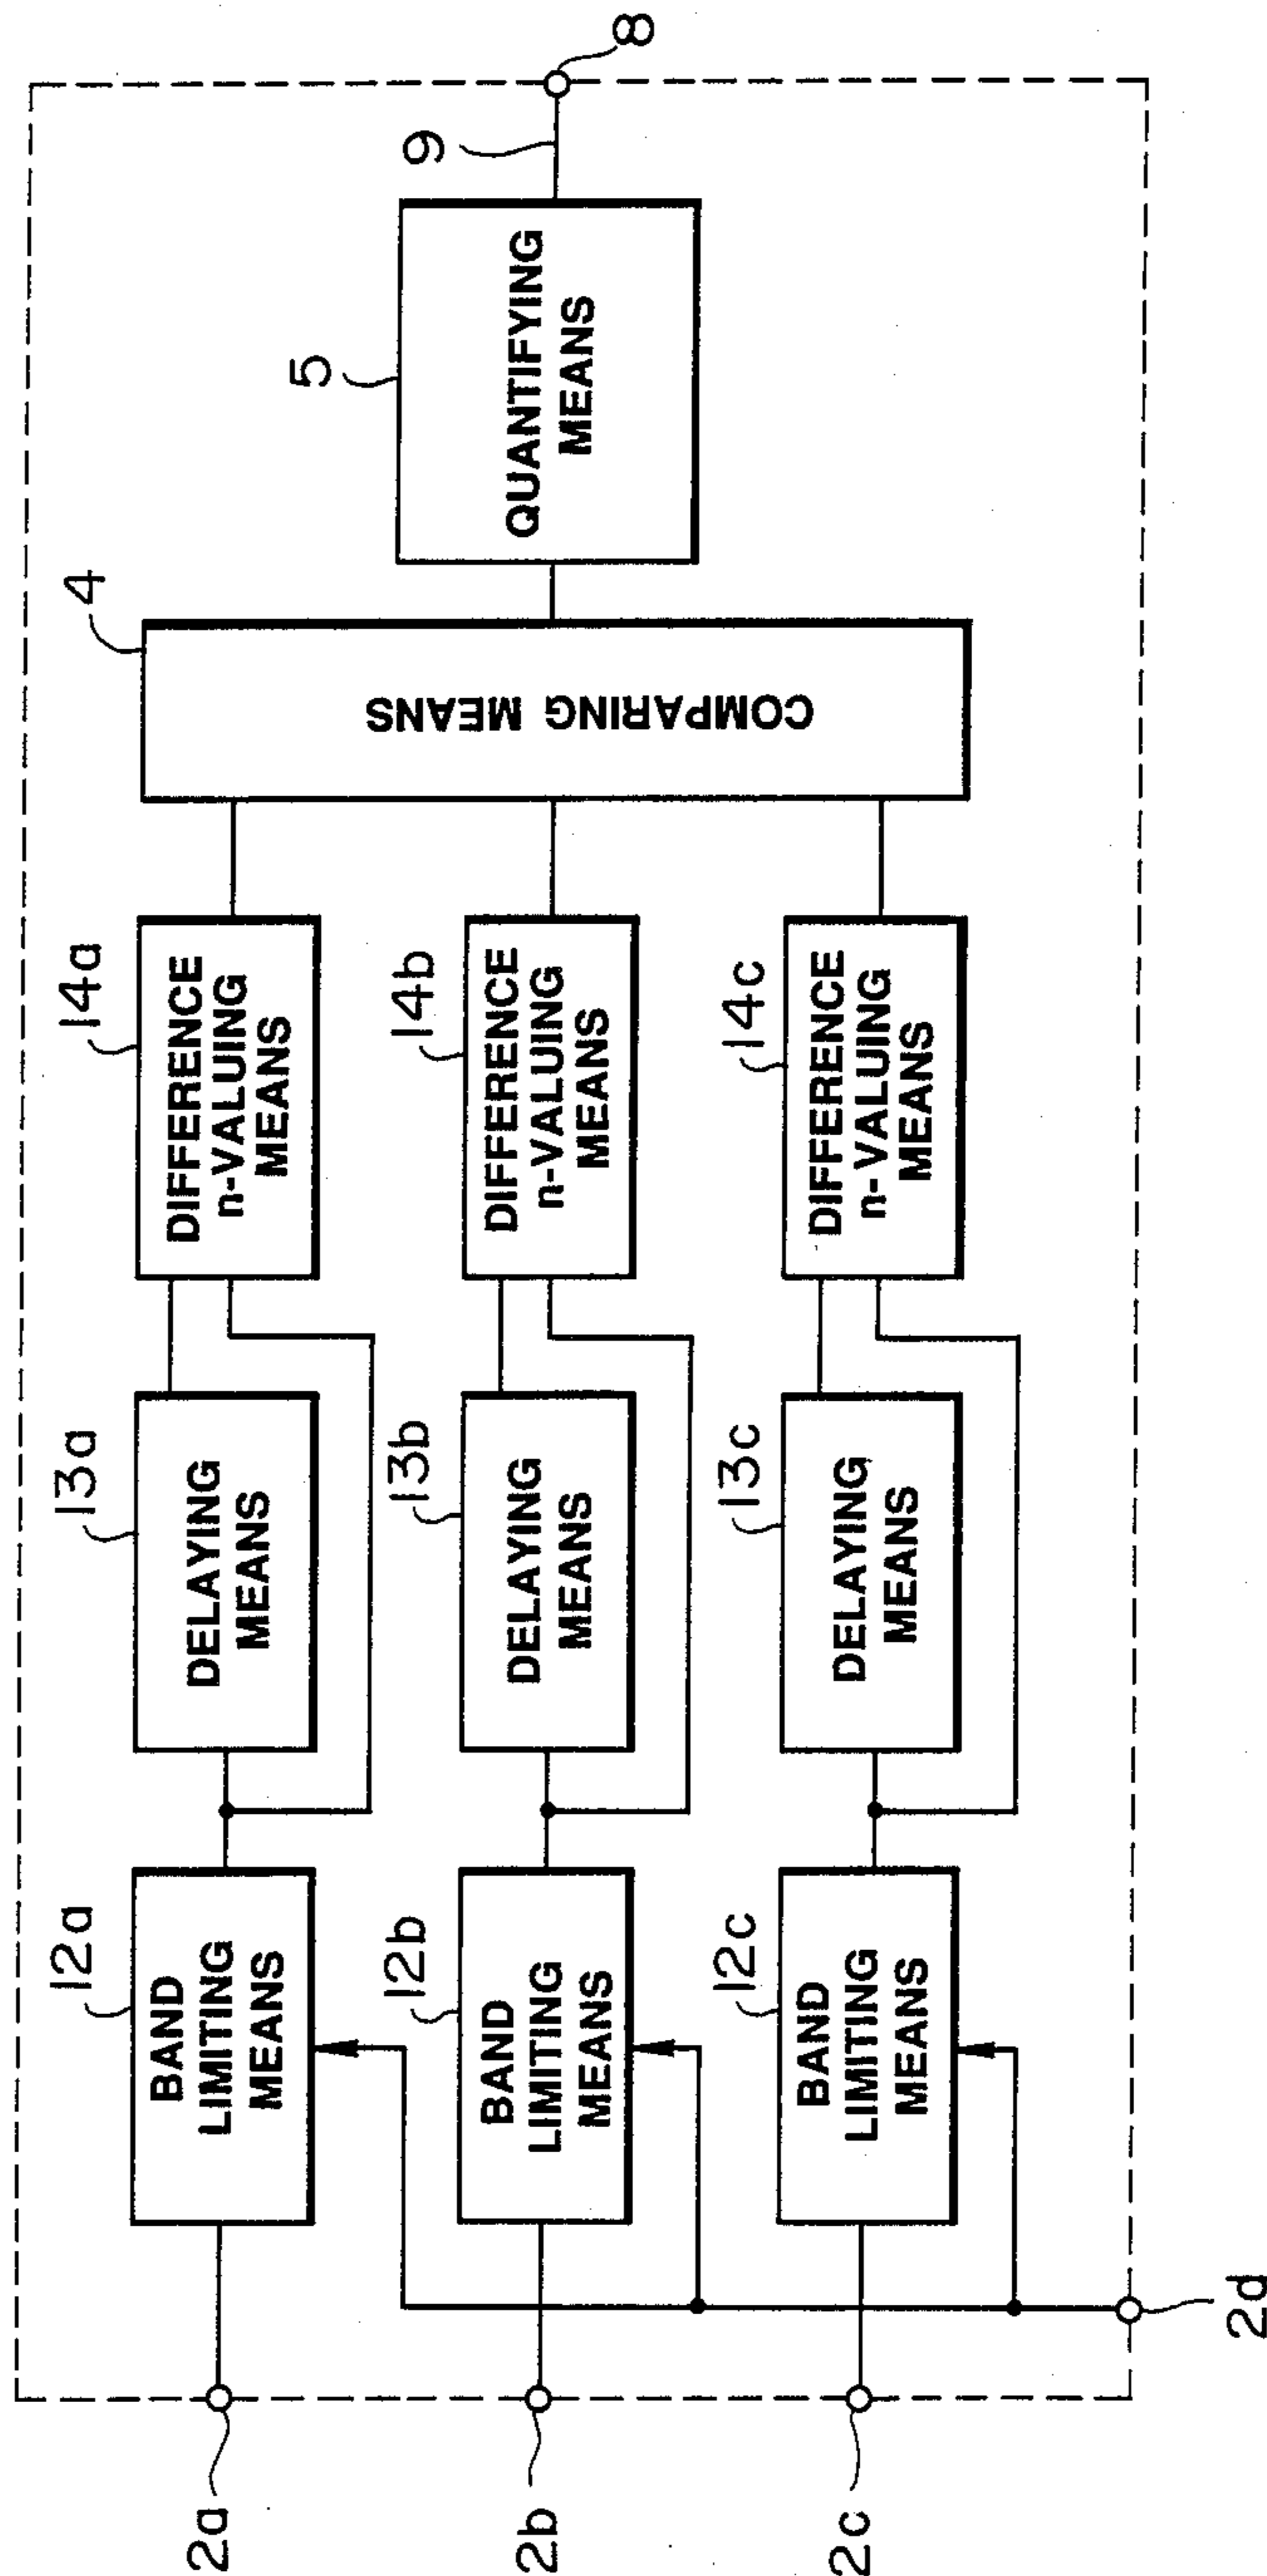 2a
12a
BAND
LIMITING
MEANS
13a
DELAYING
MEANS
14a
DIFFERENCE
n-VALUING
MEANS
2b
12b
BAND
LIMITING
MEANS
13b
DELAYING
MEANS
14b
DIFFERENCE
n-VALUING
MEANS
2c
12c
BAND
LIMITING
MEANS
13c
DELAYING
MEANS
14c
DIFFERENCE
n-VALUING
MEANS
2d
4
COMPARING MEANS
5
QUANTIFYING
MEANS
9
8